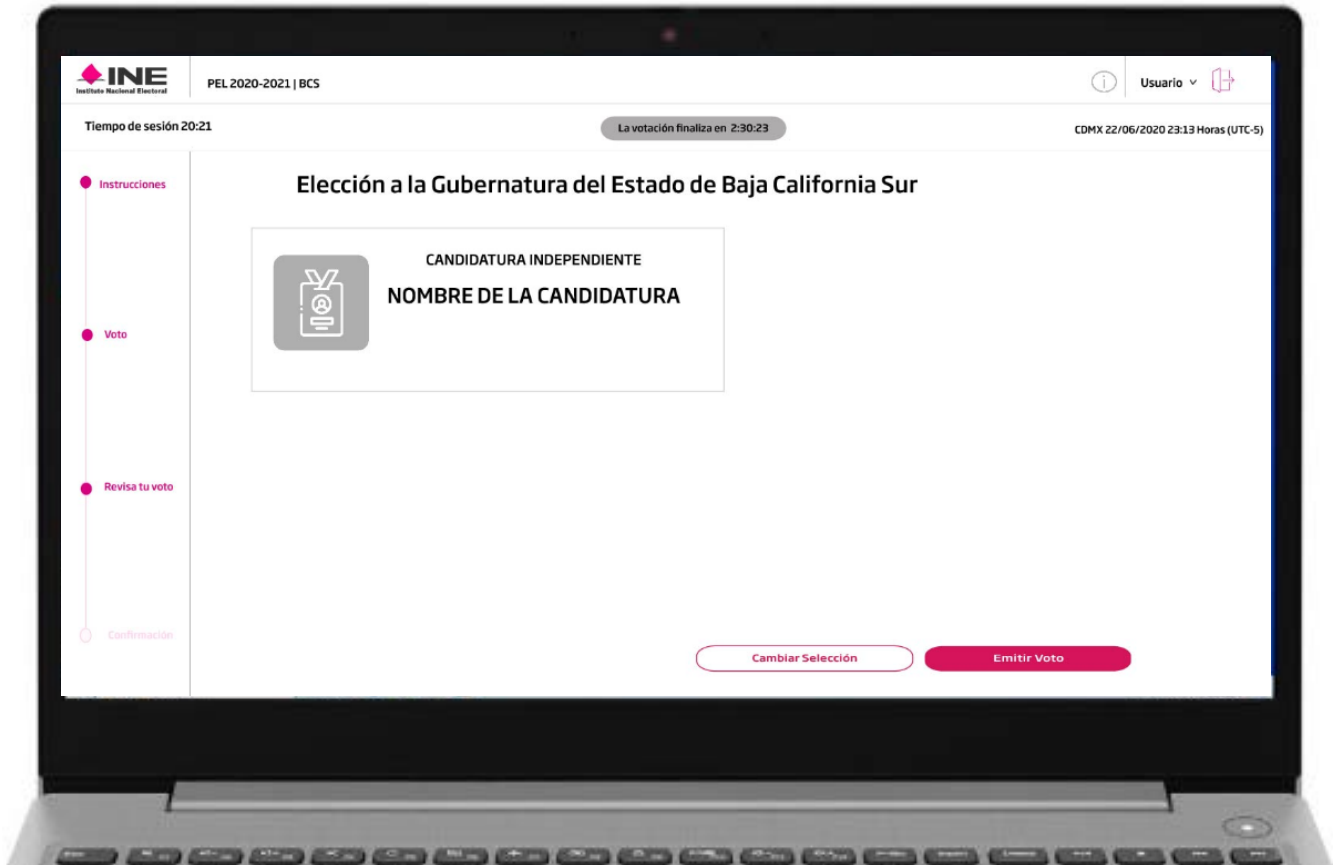 INE
Instituto Nacional Electoral
PEL 2020-2021 | BCS
Usuario
Tiempo de sesión 20:21
La votación finaliza en 2:30:23
CDMX 22/06/2020 23:13 Horas (UTC-5)
Instrucciones
Elección a la Gubernatura del Estado de Baja California Sur
CANDIDATURA INDEPENDIENTE
NOMBRE DE LA CANDIDATURA
Voto
Revisa tu voto
Confirmación
Cambiar Selección
Emitir Voto